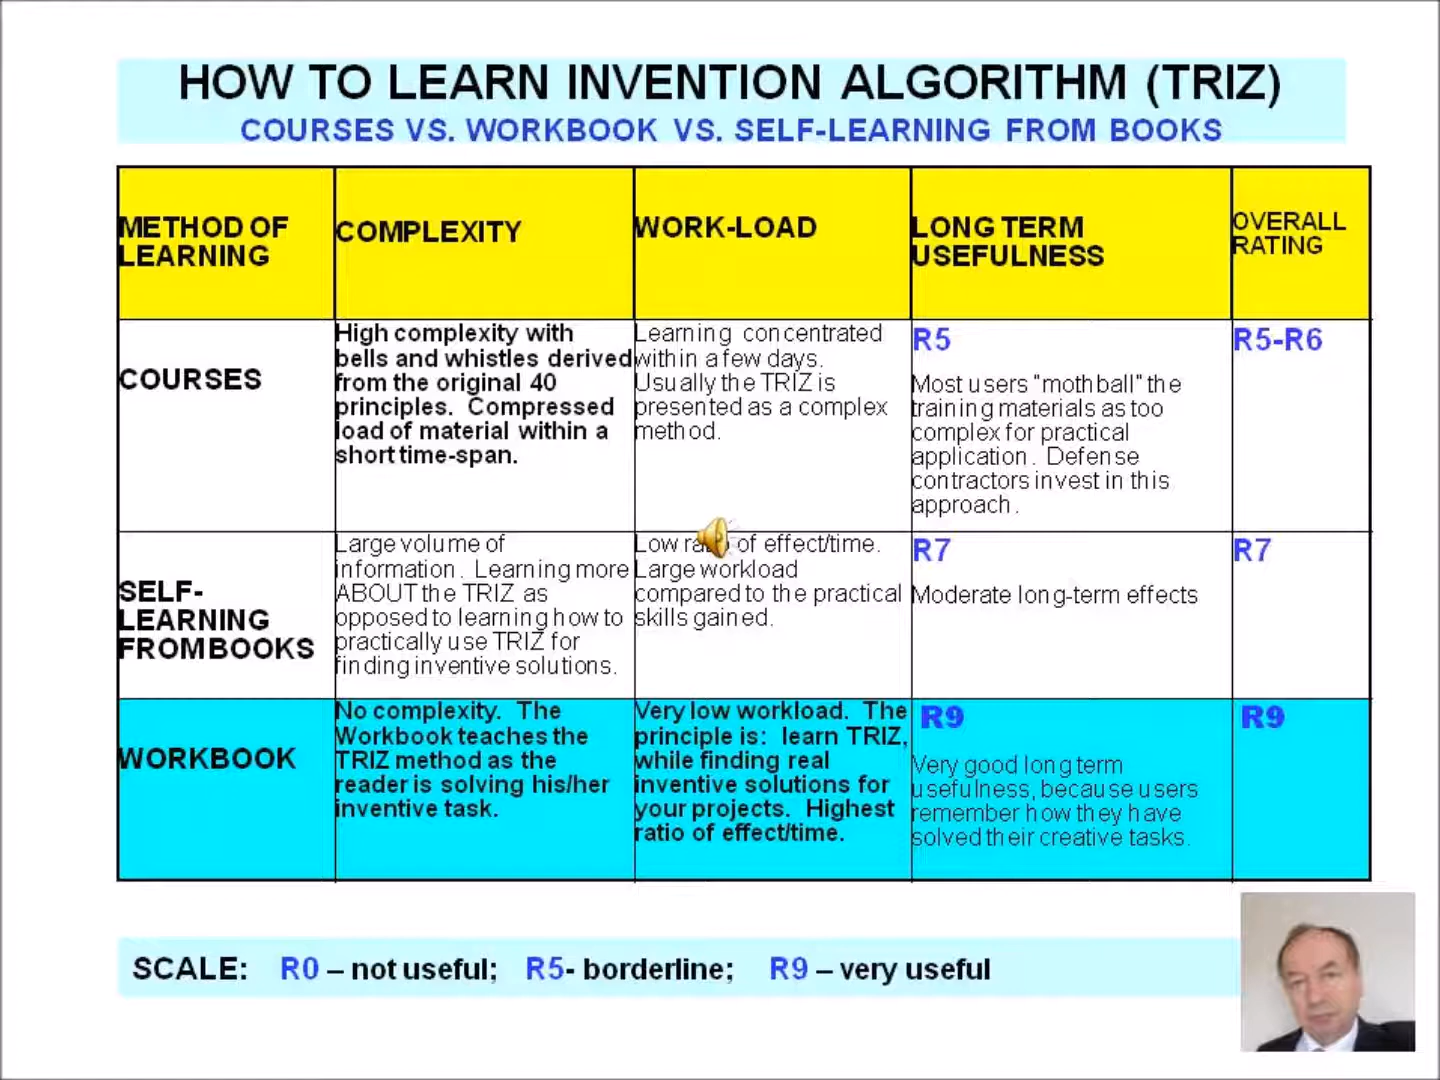 HOW TO LEARN INVENTION ALGORITHM (TRIZ)
COURSES VS. WORKBOOK VS. SELF-LEARNING FROM BOOKS
METHOD OF
LEARNING
COMPLEXITY
WORK-LOAD
LONG TERM
USEFULNESS
OVERALL
RATING
COURSES
High complexity with
bells and whistles derived
from the original 40
principles. Compressed
load of material within a
short time-span.
Learning concentrated
within a few days.
Usually the TRIZ is
presented as a complex
method.
R5
Most users "mothball" the
training materials as too
complex for practical
application. Defense
contractors invest in this
approach.
R5-R6
SELF-
LEARNING
FROM BOOKS
Large volume of
information. Learning more
ABOUT the TRIZ as
opposed to learning how to
practically use TRIZ for
finding inventive solutions.
Low ratio of effect/time.
Large workload
compared to the practical
skills gained.
R7
Moderate long-term effects
R7
WORKBOOK
No complexity. The
Workbook teaches the
TRIZ method as the
reader is solving his/her
inventive task.
Very low workload. The
principle is: learn TRIZ,
while finding real
inventive solutions for
your projects. Highest
ratio of effect/time.
R9
Very good long term
usefulness, because users
remember how they have
solved their creative tasks.
R9
SCALE: R0 – not useful; R5- borderline; R9 – very useful